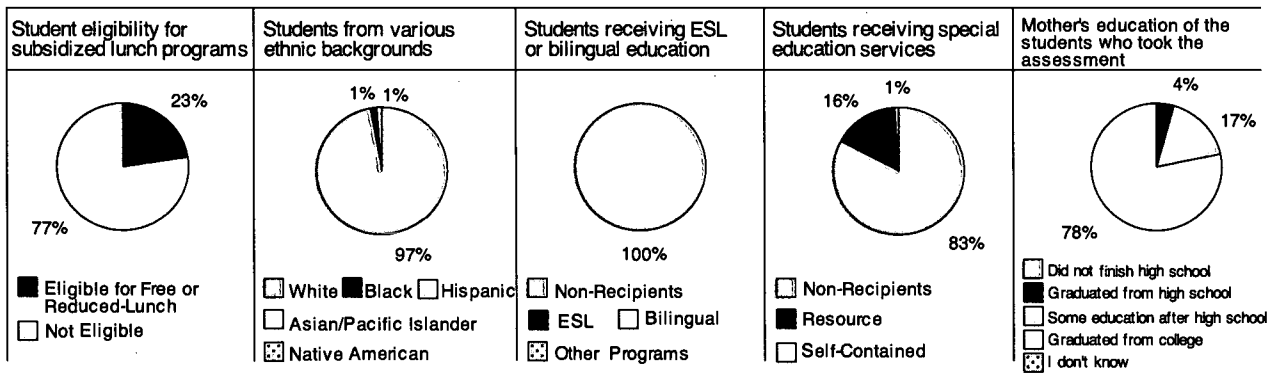 Student eligibility for
subsidized lunch programs
23%
77%
Eligible for Free or
Reduced-Lunch
Not Eligible
Students from various
ethnic backgrounds
1% 1%
97%
White Black Hispanic
Asian/Pacific Islander
Native American
Students receiving ESL
or bilingual education
100%
Non-Recipients
ESL Bilingual
Other Programs
Students receiving special
education services
16% 1%
83%
Non-Recipients
Resource
Self-Contained
Mother's education of the
students who took the
assessment
4%
17%
78%
Did not finish high school
Graduated from high school
Some education after high school
Graduated from college
I don't know